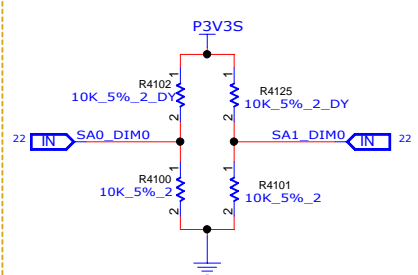 P3V3S
R4102 1
10K_5%_2_DY
2
1 R4125
10K_5%_2_DY
2
22 IN SA0_DIM0
SA1_DIM0 IN 22
R4100 1
10K_5%_2
2
1 R4101
10K_5%_2
2